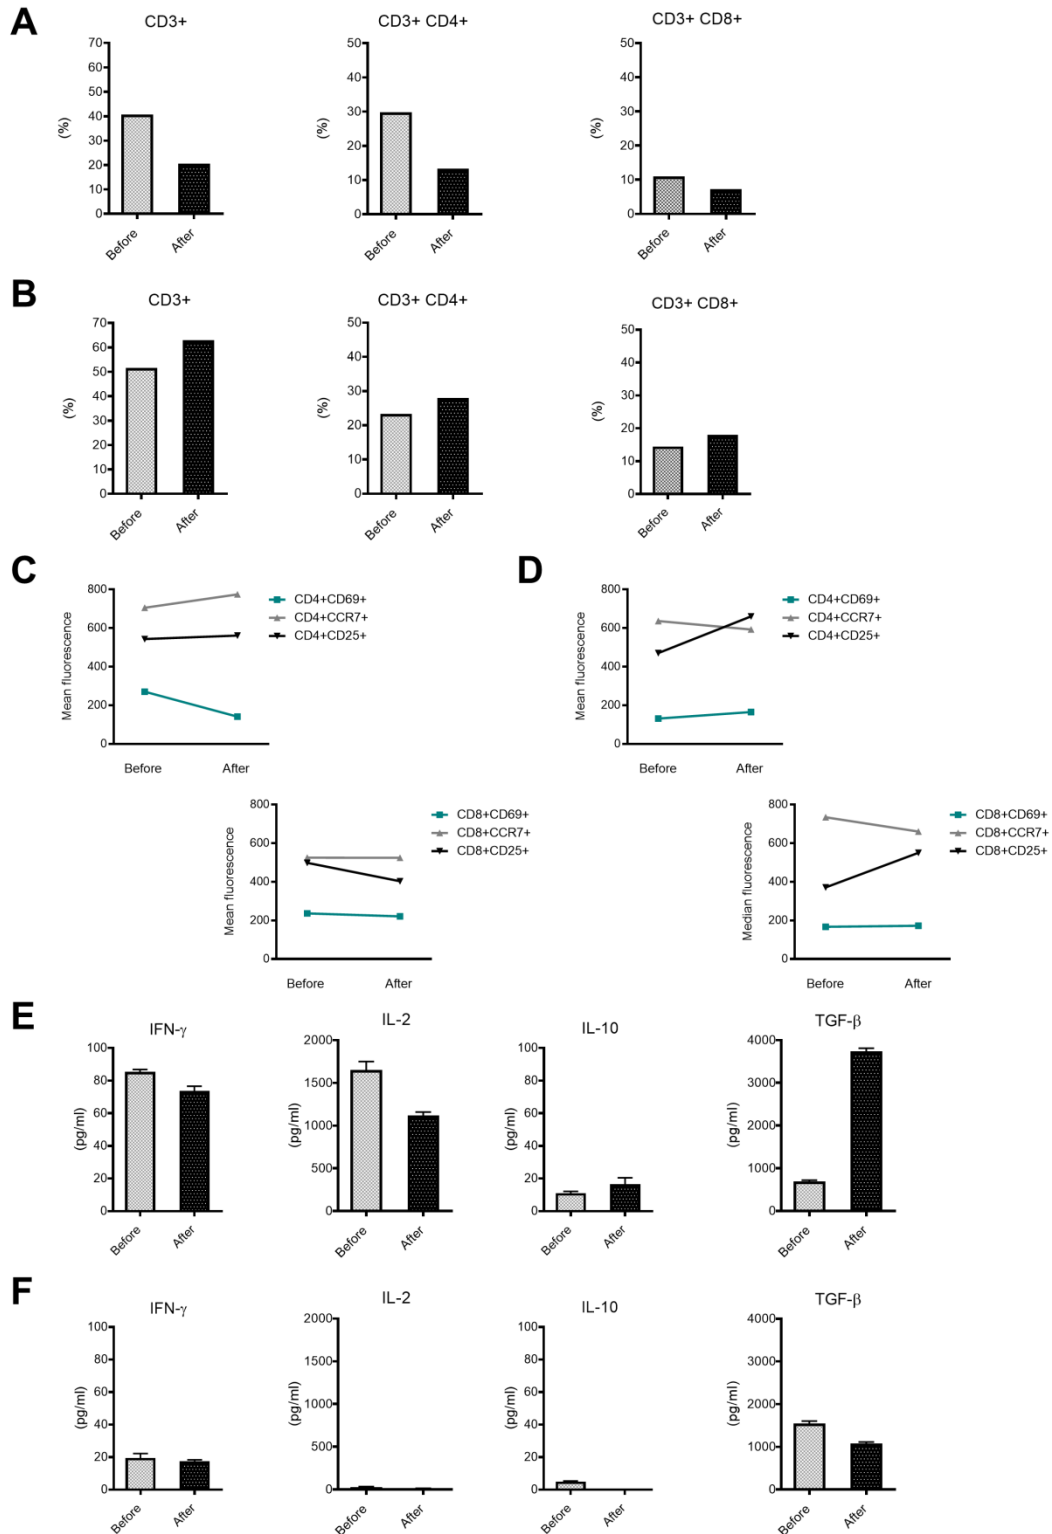 A
CD3+
CD3+ CD4+
CD3+ CD8+
(%)
70
60
50
40
30
20
10
0
Before
After
(%)
50
40
30
20
10
0
Before
After
(%)
50
40
30
20
10
0
Before
After
B
CD3+
CD3+ CD4+
CD3+ CD8+
(%)
70
60
50
40
30
20
10
0
Before
After
(%)
50
40
30
20
10
0
Before
After
(%)
50
40
30
20
10
0
Before
After
C
Mean fluorescence
800
600
400
200
0
Before
After
CD4+CD69+
CD4+CCR7+
CD4+CD25+
Mean fluorescence
800
600
400
200
0
Before
After
CD8+CD69+
CD8+CCR7+
CD8+CD25+
D
Mean fluorescence
800
600
400
200
0
Before
After
CD4+CD69+
CD4+CCR7+
CD4+CD25+
Median fluorescence
800
600
400
200
0
Before
After
CD8+CD69+
CD8+CCR7+
CD8+CD25+
E
IFN-γ
(pg/ml)
100
80
60
40
20
0
Before
After
IL-2
(pg/ml)
2000
1500
1000
500
0
Before
After
IL-10
(pg/ml)
100
80
60
40
20
0
Before
After
TGF-β
(pg/ml)
4000
3000
2000
1000
0
Before
After
F
IFN-γ
(pg/ml)
100
80
60
40
20
0
Before
After
IL-2
(pg/ml)
2000
1500
1000
500
0
Before
After
IL-10
(pg/ml)
100
80
60
40
20
0
Before
After
TGF-β
(pg/ml)
4000
3000
2000
1000
0
Before
After